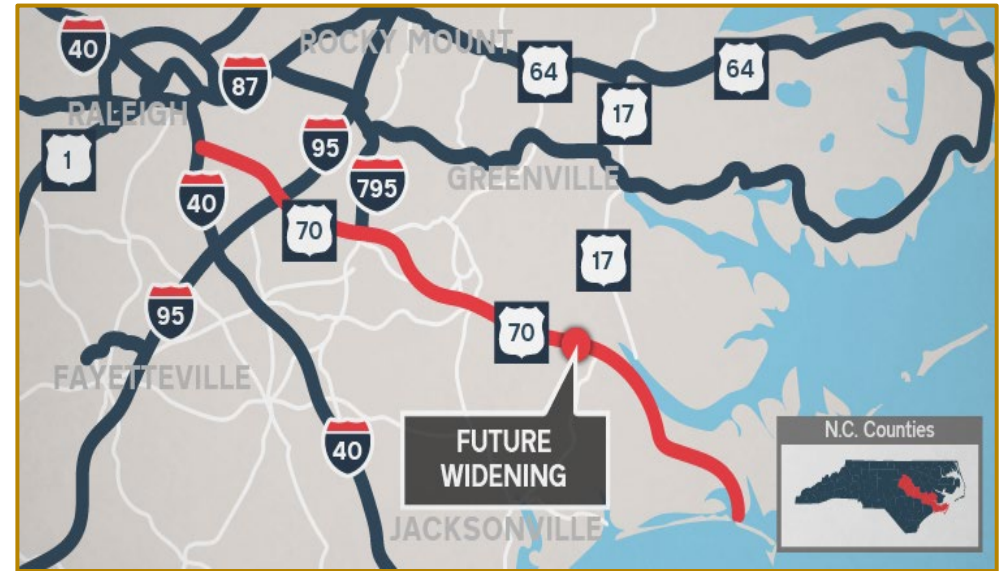 ROCKY MOUNT
40
64
64
87
17
RALEIGH
95
1
795
GREENVILLE
40
70
17
95
70
FAYETTEVILLE
FUTURE
WIDENING
40
N.C. Counties
JACKSONVILLE